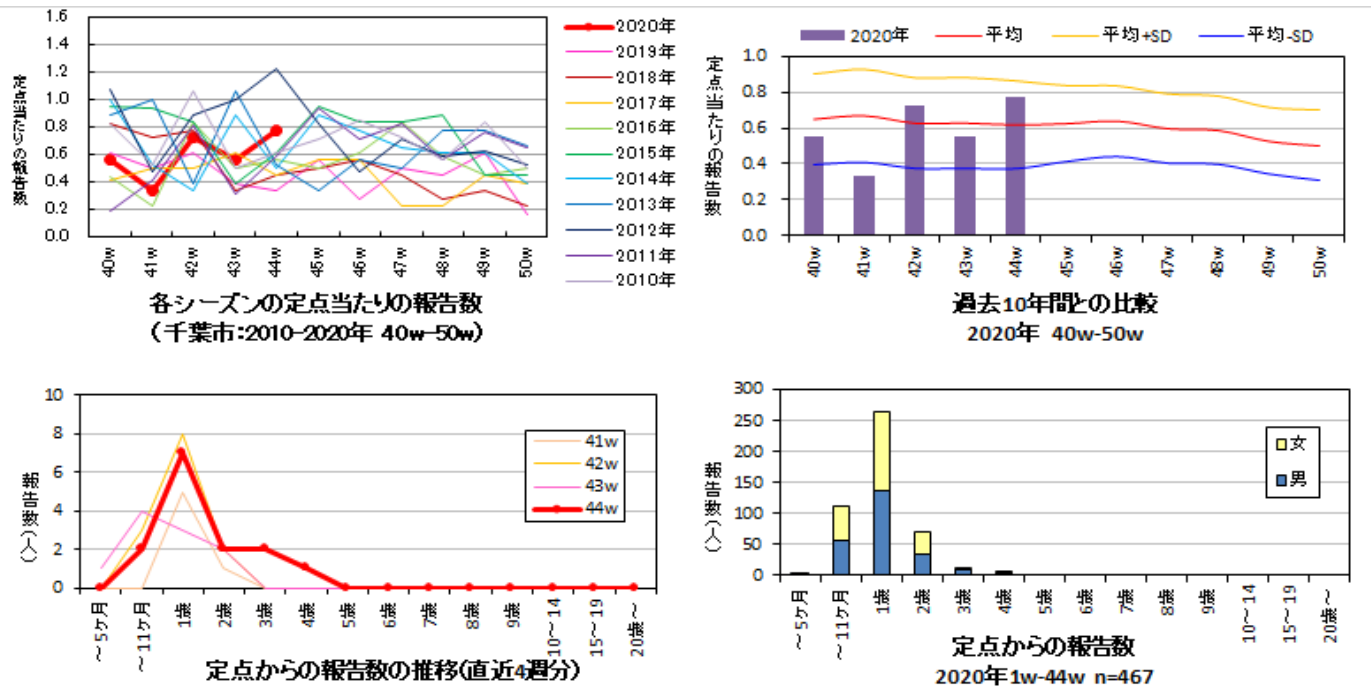 1.6
1.4
1.2
1.0
0.8
0.6
0.4
0.2
0.0
40w
41w
42w
43w
44w
45w
46w
47w
48w
49w
50w
2020年
2019年
2018年
2017年
2016年
2015年
2014年
2013年
2012年
2011年
2010年
各シーズンの定点当たりの報告数
(千葉市:2010-2020年 40w-50w)
2020年 平均 平均+SD 平均-SD
定点当たりの報告数
1.0
0.8
0.6
0.4
0.2
0.0
40w
41w
42w
43w
44w
45w
46w
47w
48w
49w
50w
過去10年間との比較
2020年 40w-50w
報告数(人)
10
8
6
4
2
0
41w
42w
43w
44w
~5ヶ月
~11ヶ月
1歳
2歳
3歳
4歳
5歳
6歳
7歳
8歳
9歳
10~14
15~19
20歳~
定点からの報告数の推移(直近4週分)
報告数(人)
300
250
200
150
100
50
0
女
男
~5ヶ月
~11ヶ月
1歳
2歳
3歳
4歳
5歳
6歳
7歳
8歳
9歳
10~14
15~19
20歳~
定点からの報告数
2020年1w-44w n=467